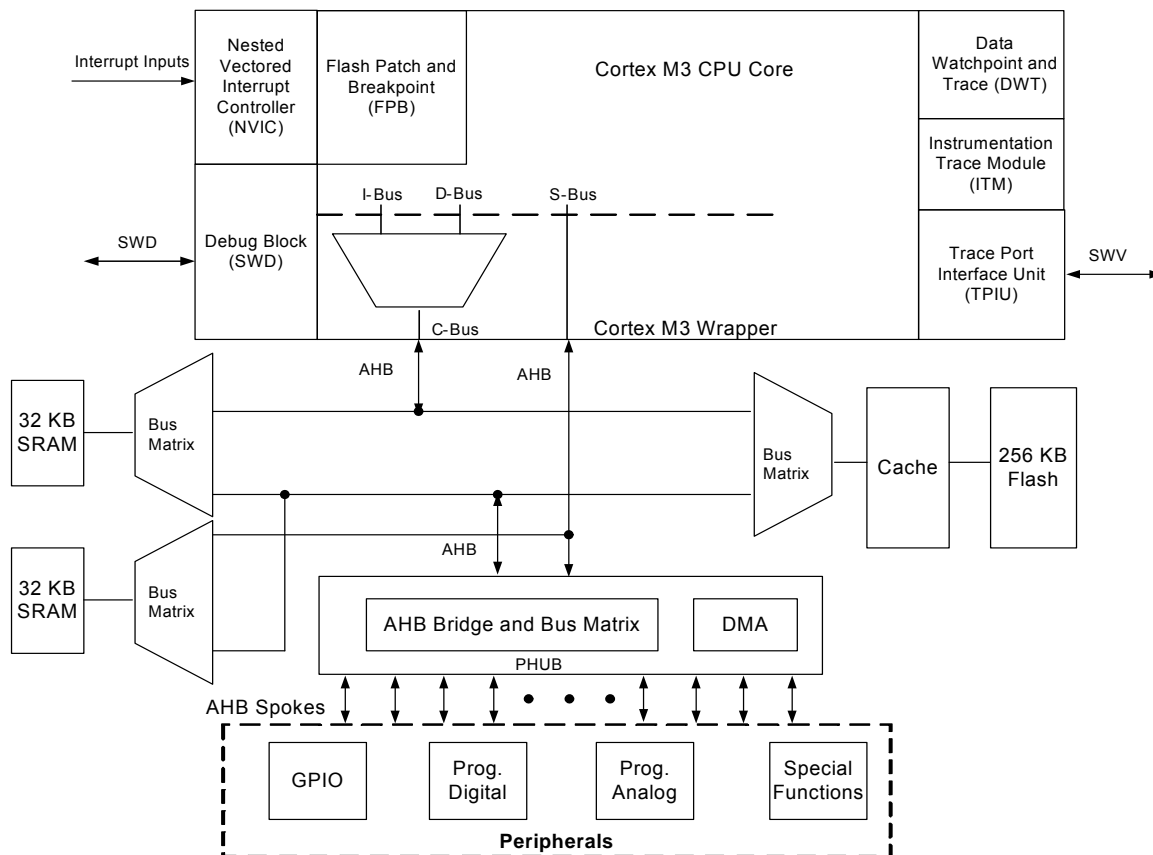 Interrupt Inputs
Nested
Vectored
Interrupt
Controller
(NVIC)
Flash Patch and
Breakpoint
(FPB)
Cortex M3 CPU Core
Data
Watchpoint and
Trace (DWT)
Instrumentation
Trace Module
(ITM)
I-Bus
D-Bus
S-Bus
SWD
Debug Block
(SWD)
Trace Port
Interface Unit
(TPIU)
SWV
C-Bus
Cortex M3 Wrapper
AHB
AHB
32 KB
SRAM
Bus
Matrix
Bus
Matrix
Cache
256 KB
Flash
AHB
32 KB
SRAM
Bus
Matrix
AHB Bridge and Bus Matrix
DMA
PHUB
AHB Spokes
GPIO
Prog.
Digital
Prog.
Analog
Special
Functions
Peripherals